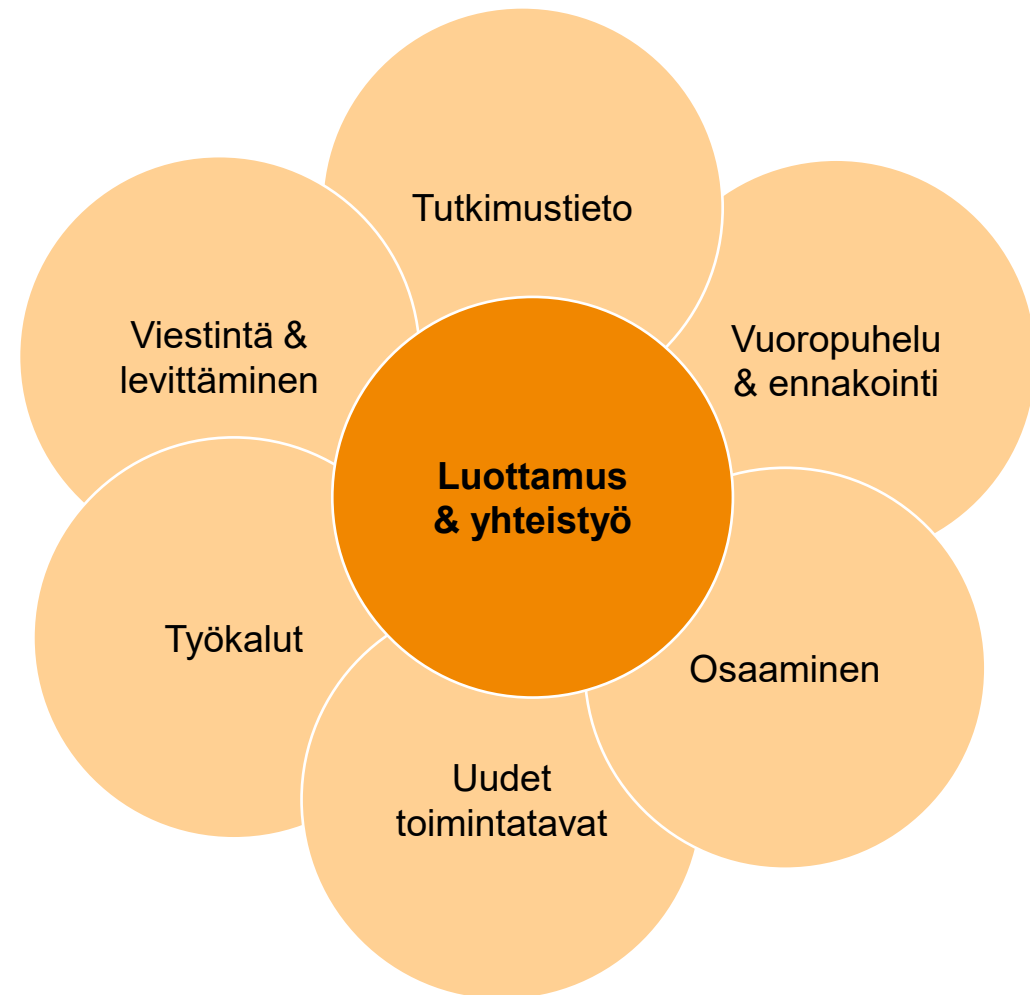 Tutkimustieto
Viestintä &
levittäminen
Vuoropuhelu
& ennakointi
Luottamus
& yhteistyö
Työkalut
Osaaminen
Uudet
toimintatavat